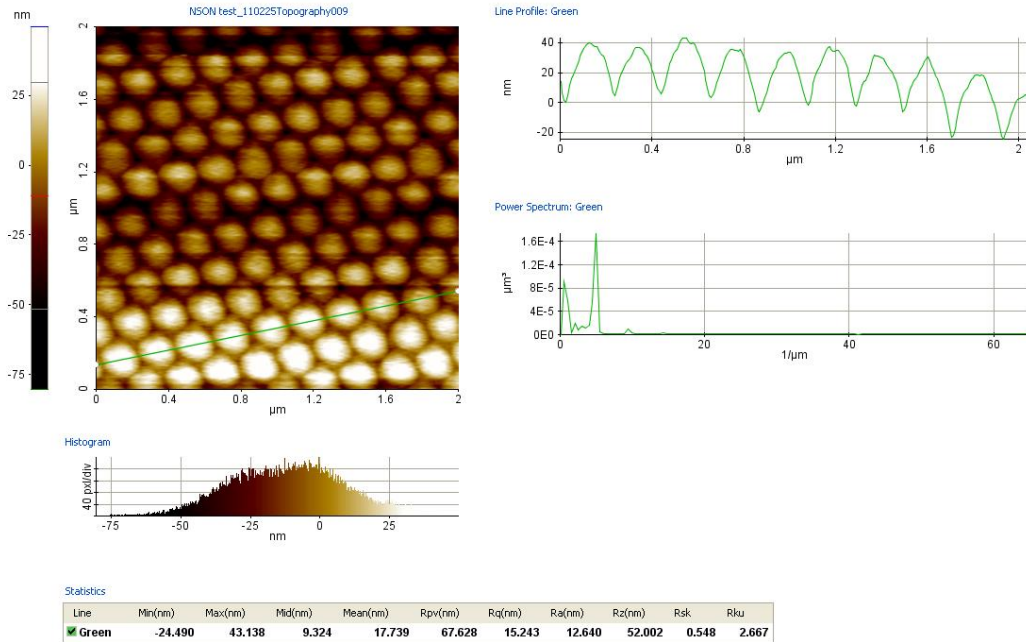 nm
25
0
-25
-50
-75
NSON test_110225Topography009
2
1.6
1.2
µm
0.8
0.4
0
0 0.4 0.8 1.2 1.6 2
µm
Line Profile: Green
40
20
nm
0
-20
0 0.4 0.8 1.2 1.6 2
µm
Power Spectrum: Green
1.6E-4
1.2E-4
µm³
8E-5
4E-5
0E0
0 20 40 60
1/µm
Histogram
40 pxl/div
-75 -50 -25 0 25
nm
Statistics
Line Min(nm) Max(nm) Mid(nm) Mean(nm) Rpv(nm) Rq(nm) Ra(nm) Rz(nm) Rsk Rku
Green -24.490 43.138 9.324 17.739 67.628 15.243 12.640 52.002 0.548 2.667